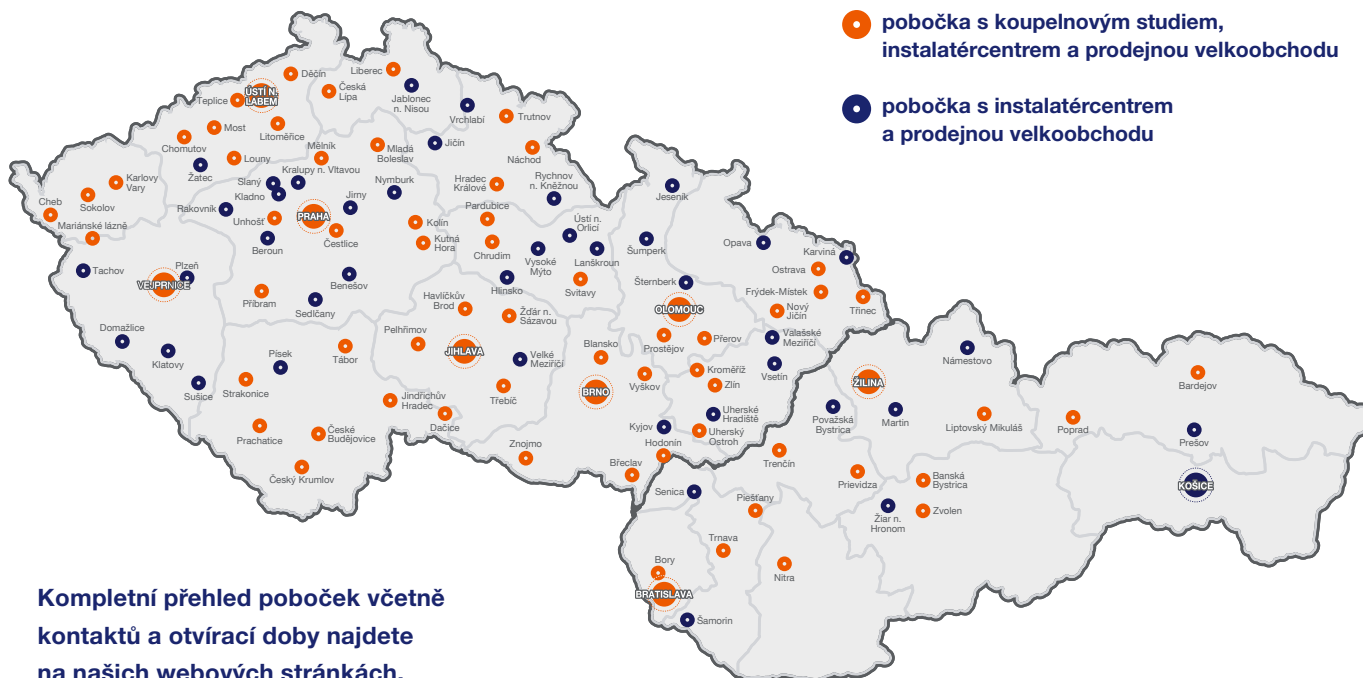 pobočka s koupelnovým studiem,
instalatércentrem a prodejnou velkoobchodu
pobočka s instalatércentrem
a prodejnou velkoobchodu
Děčín
Liberec
ÚSTÍ N.
LABEM
Česká
Lípa
Jablonec
n. Nisou
Teplice
Vrchlabí
Trutnov
Most
Litoměřice
Chomutov
Mělník
Mladá
Boleslav
Jičín
Náchod
Louny
Žatec
Kralupy n. Vltavou
Slaný
Kladno
Nymburk
Hradec
Králové
Rychnov
n. Kněžnou
Jeseník
Karlovy
Vary
Sokolov
Cheb
Mariánské lázně
Rakovník
Unhošť
PRAHA
Jirny
Čestlice
Beroun
Kolín
Kutná
Hora
Pardubice
Chrudim
Ústí n.
Orlicí
Vysoké
Mýto
Lanškroun
Šumperk
Opava
Karviná
Ostrava
Tachov
Plzeň
VEJPRNICE
Benešov
Příbram
Sedlčany
Hlinsko
Svitavy
Šternberk
Frýdek-Místek
Třinec
Nový
Jičín
OLOMOUC
Havlíčkův
Brod
Žďár n.
Sázavou
Domažlice
Klatovy
Sušice
Písek
Strakonice
Tábor
Pelhřimov
JIHLAVA
Velké
Meziříčí
Blansko
Prostějov
Přerov
Valašské
Meziříčí
Vsetín
Námestovo
Kroměříž
Zlín
Vyškov
BRNO
Třebíč
Jindřichův
Hradec
Dačice
ŽILINA
Bardejov
Prachatice
České
Budějovice
Český Krumlov
Znojmo
Břeclav
Hodonín
Kyjov
Uherské
Hradiště
Uherský
Ostroh
Považská
Bystrica
Martin
Liptovský Mikuláš
Poprad
Prešov
Trenčín
Prievidza
Banská
Bystrica
Zvolen
KOŠICE
Senica
Piešťany
Žiar n.
Hronom
Trnava
Nitra
Bory
BRATISLAVA
Šamorin
Kompletní přehled poboček včetně
kontaktů a otvírací doby najdete
na našich webových stránkách.